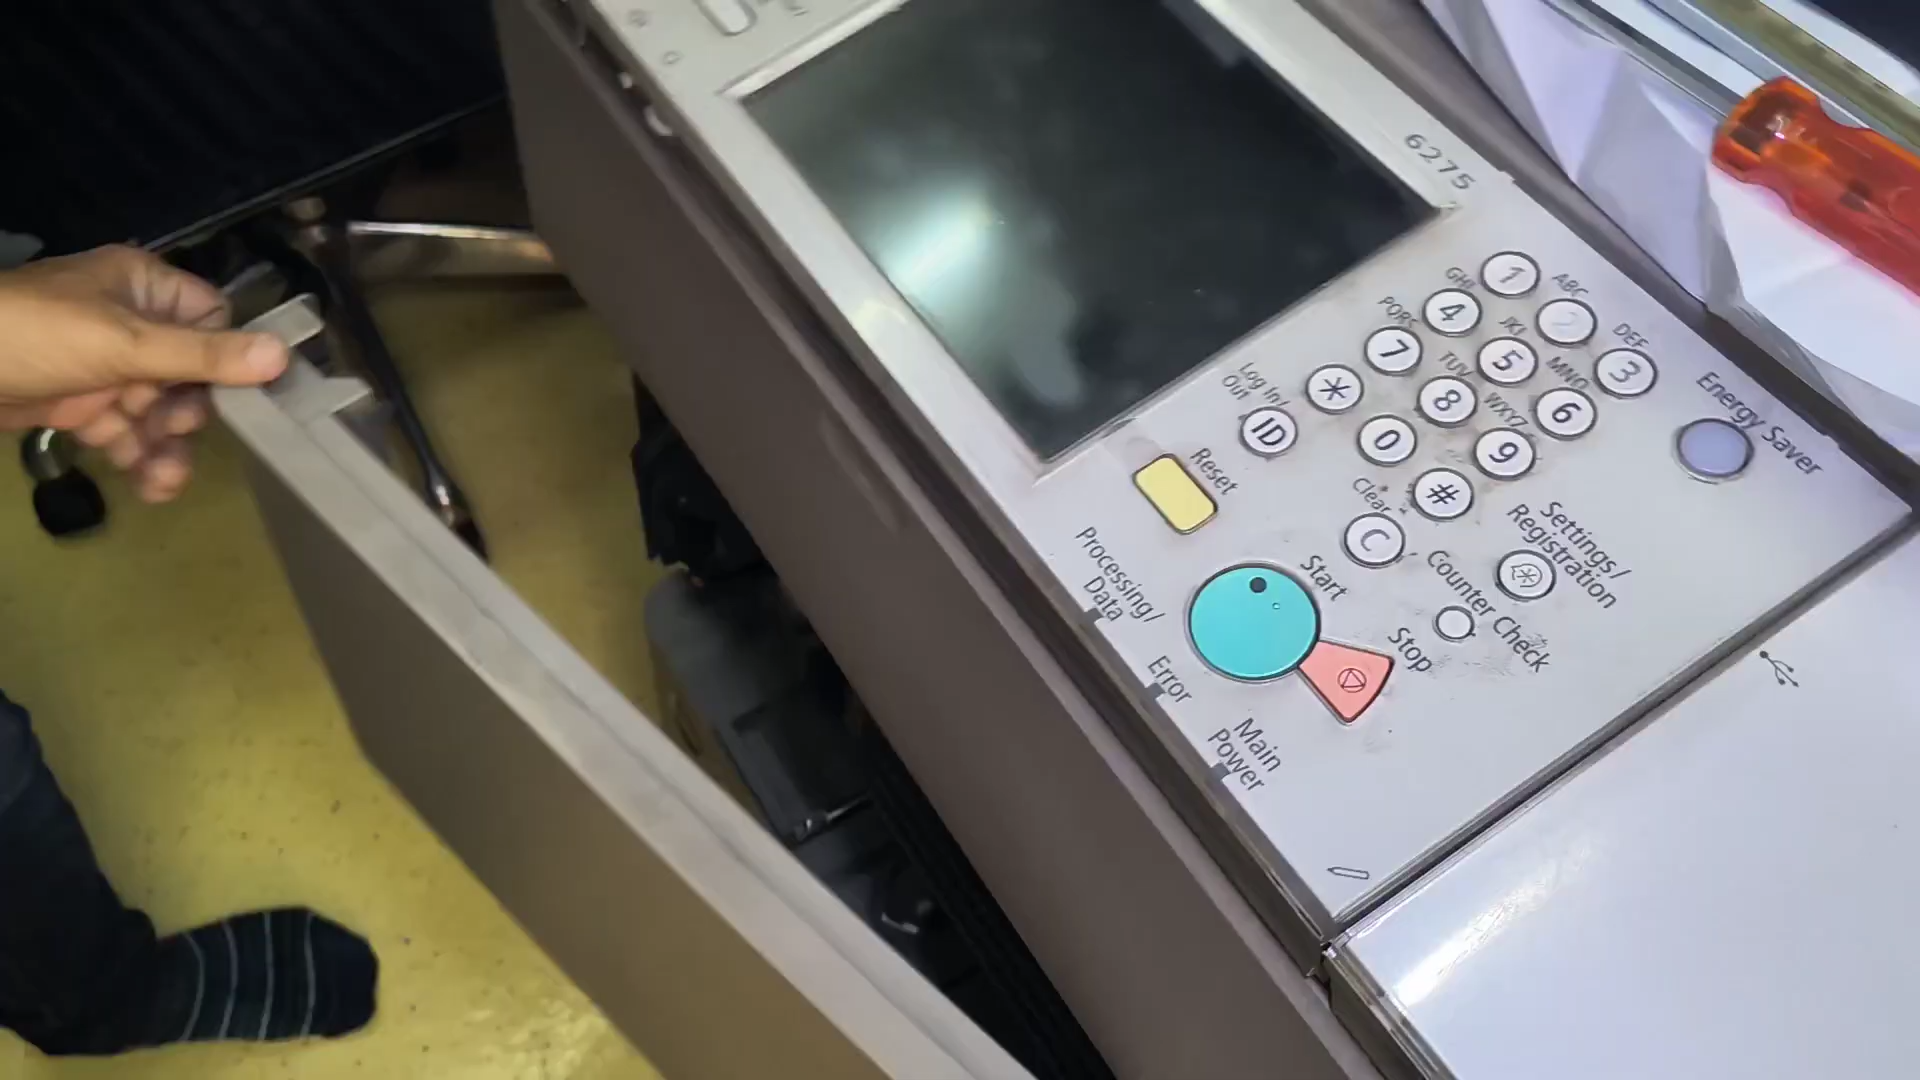 6275
1
ABC
2
DEF
3
GHI
4
JKL
5
MNO
6
PQRS
7
TUV
8
WXYZ
9
*
0
#
Log In/
Out
ID
Energy Saver
Reset
Clear
C
Settings/
Registration
Counter Check
Start
Stop
Processing/
Data
Error
Main
Power